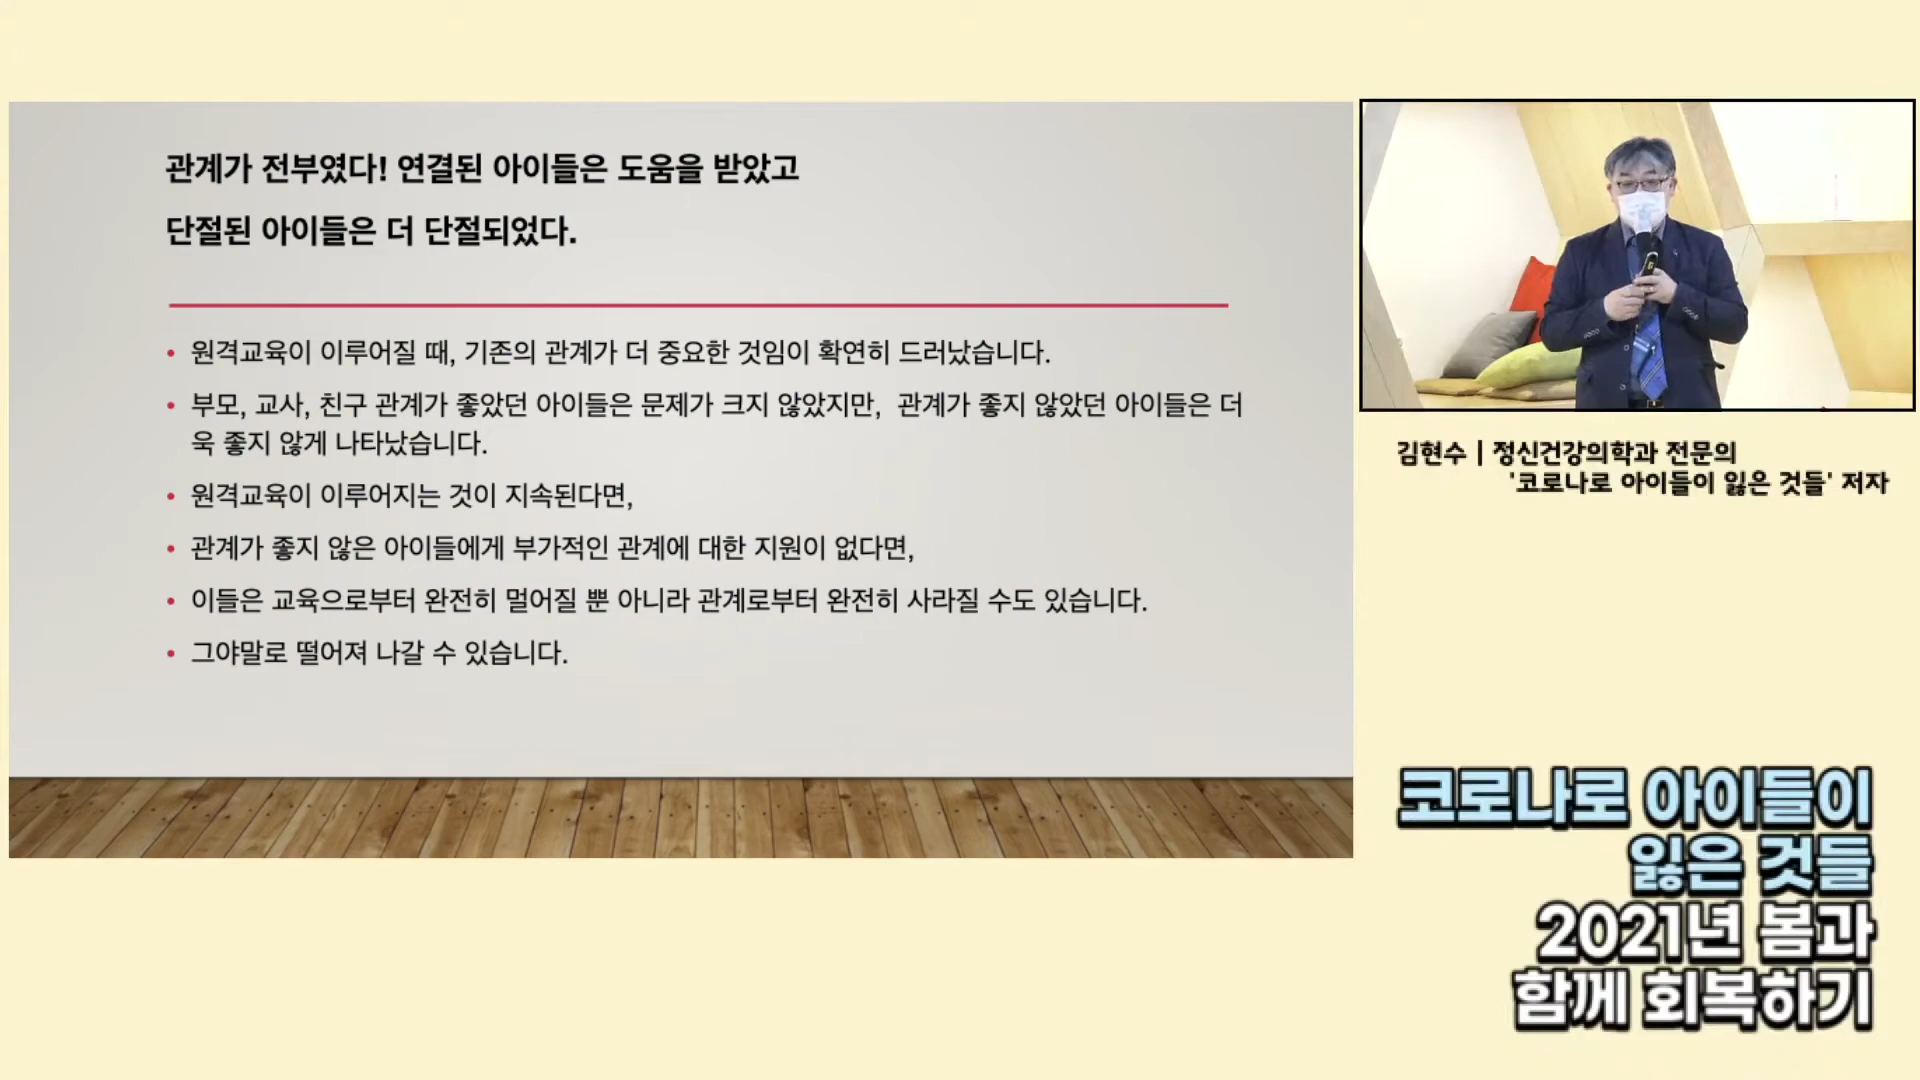 관계가 전부였다! 연결된 아이들은 도움을 받았고
단절된 아이들은 더 단절되었다.
• 원격교육이 이루어질 때, 기존의 관계가 더 중요한 것임이 확연히 드러났습니다.
• 부모, 교사, 친구 관계가 좋았던 아이들은 문제가 크지 않았지만, 관계가 좋지 않았던 아이들은 더
욱 좋지 않게 나타났습니다.
• 원격교육이 이루어지는 것이 지속된다면,
• 관계가 좋지 않은 아이들에게 부가적인 관계에 대한 지원이 없다면,
• 이들은 교육으로부터 완전히 멀어질 뿐 아니라 관계로부터 완전히 사라질 수도 있습니다.
• 그야말로 떨어져 나갈 수 있습니다.
김현수 | 정신건강의학과 전문의
'코로나로 아이들이 잃은 것들' 저자
코로나로 아이들이
잃은 것들
2021년 봄과
함께 회복하기